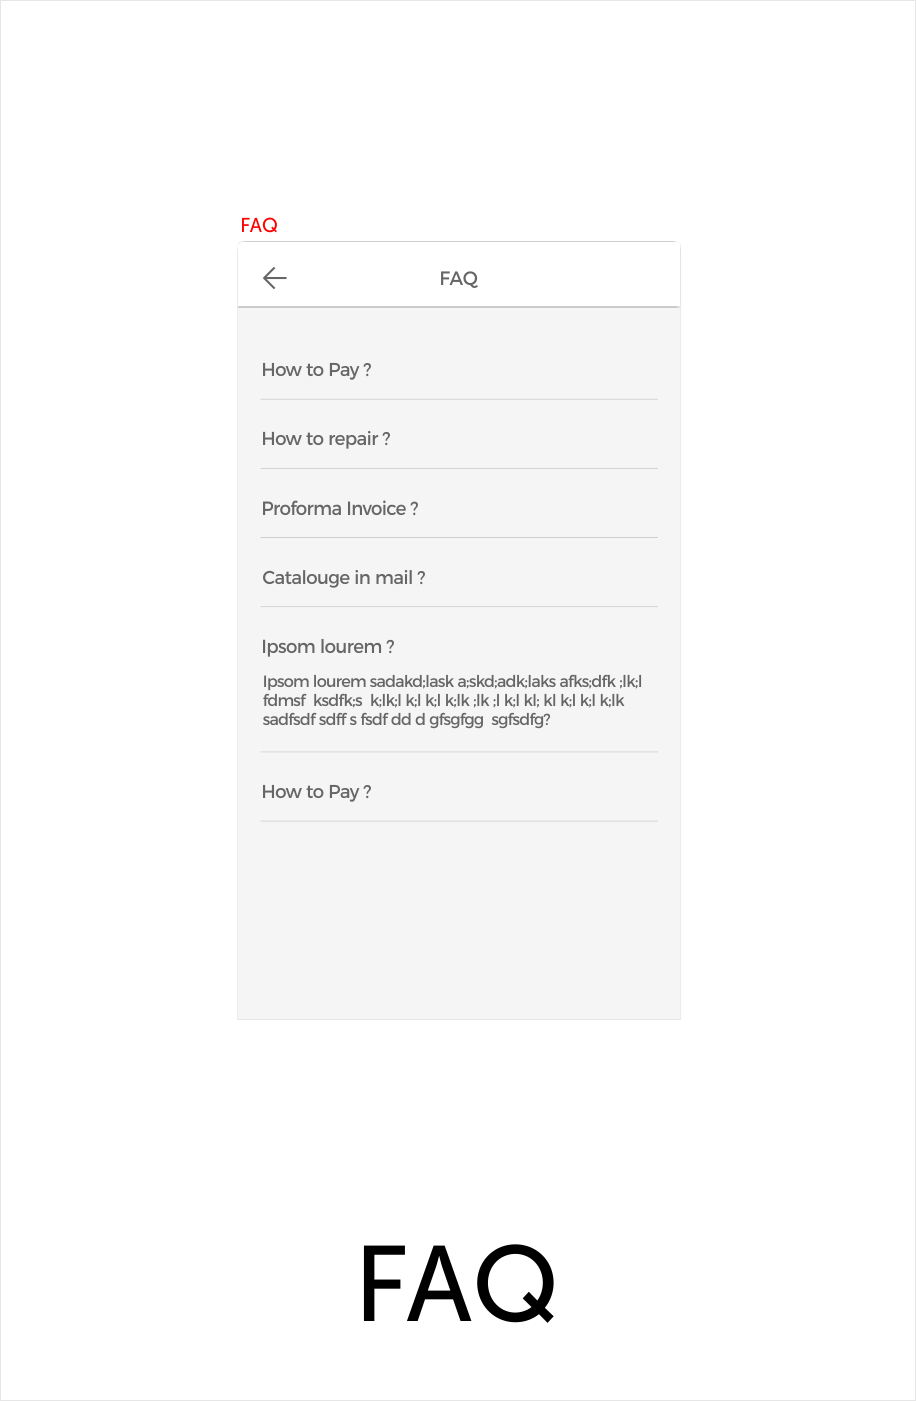 FAQ
FAQ
How to Pay ?
How to repair ?
Proforma Invoice ?
Catalouge in mail ?
Ipsom lourem ?
Ipsom lourem sadakd;lask a;skd;adk;laks afks;dfk ;lk;l
fdmsf  ksdfk;s  k;lk;l k;l k;l k;lk ;lk ;l k;l kl; kl k;l k;l k;lk
sadfsdf sdff s fsdf dd d gfsgfgg  sgfsdfg?
How to Pay ?
FAQ